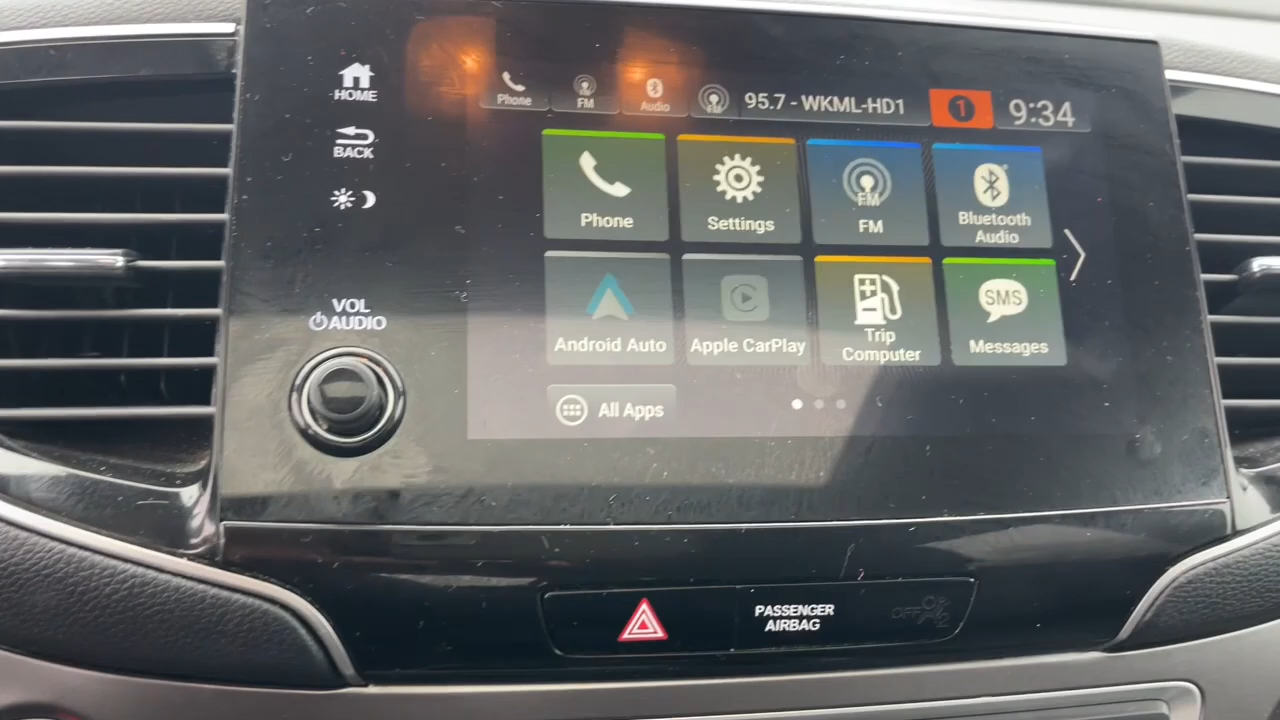 HOME
BACK
VOL
AUDIO
Phone
FM
Audio
95.7 - WKML-HD1
1
9:34
Phone
Settings
FM
FM
Bluetooth
Audio
Android Auto
Apple CarPlay
Trip
Computer
SMS
Messages
All Apps
PASSENGER
AIRBAG
OFF